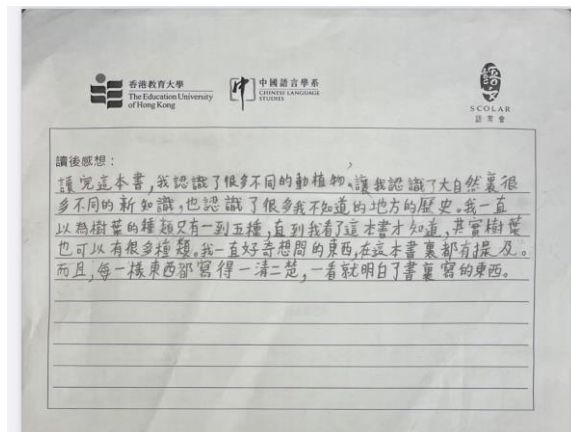 香港教育大學
The Education University
of Hong Kong
中國語言學系
CHINESE LANGUAGE
STUDIES
語文
SCOLAR
語常會
讀後感想：
讀完這本書,我認識了很多不同的動植物、讓我認識了大自然裏很
多不同的新知識,也認識了很多我不知道的地方的歷史。我一直
以為樹葉的種類只有一到五種,直到我看了這本書才知道,其實樹葉
也可以有很多種類。我一直好奇想問的東西,在這本書裏都有提及。
而且,每一樣東西都寫得一清二楚,一看就明白了書裏寫的東西。